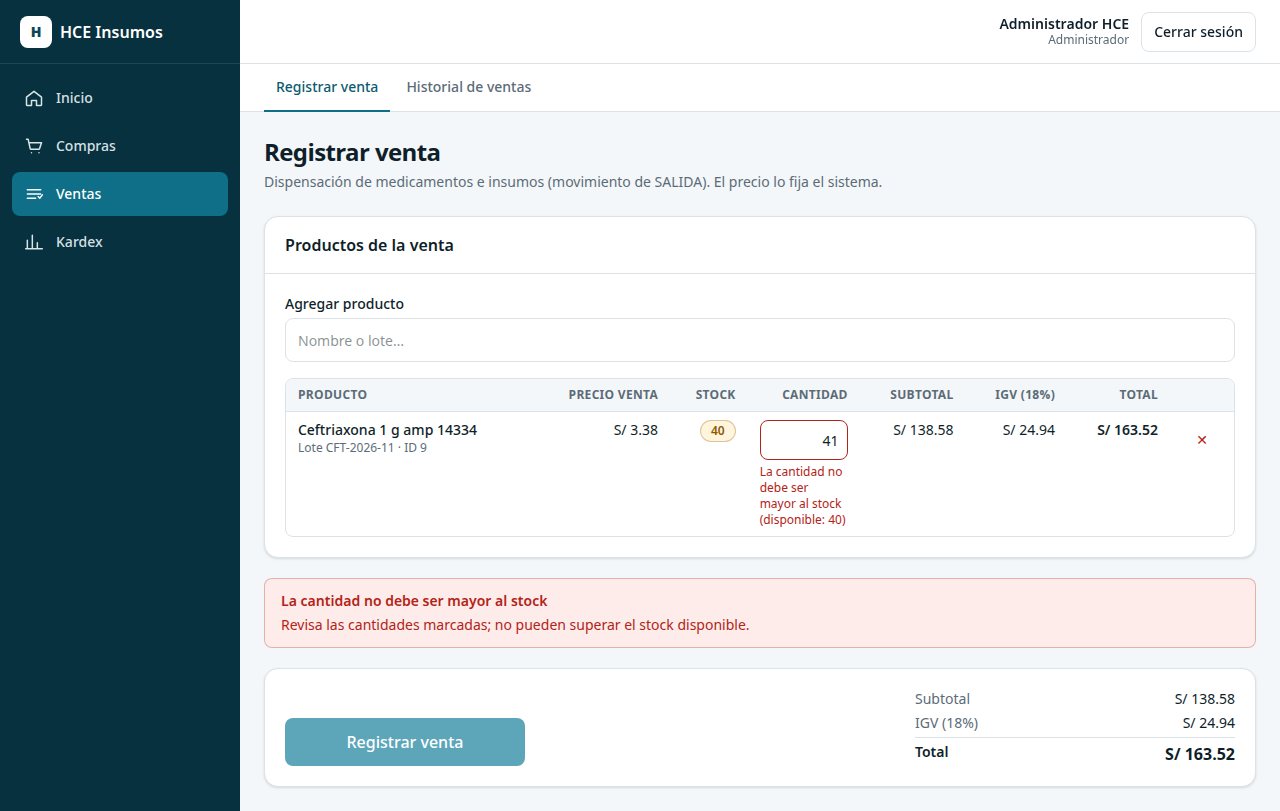 H HCE Insumos
Administrador HCE
Administrador
Cerrar sesión
Inicio
Compras
Ventas
Kardex
Registrar venta Historial de ventas
Registrar venta
Dispensación de medicamentos e insumos (movimiento de SALIDA). El precio lo fija el sistema.
Productos de la venta
Agregar producto
Nombre o lote...
PRODUCTO PRECIO VENTA STOCK CANTIDAD SUBTOTAL IGV (18%) TOTAL
Ceftriaxona 1 g amp 14334 S/ 3.38 40 41 S/ 138.58 S/ 24.94 S/ 163.52 ✕
Lote CFT-2026-11 · ID 9
La cantidad no
debe ser
mayor al stock
(disponible: 40)
La cantidad no debe ser mayor al stock
Revisa las cantidades marcadas; no pueden superar el stock disponible.
Registrar venta
Subtotal S/ 138.58
IGV (18%) S/ 24.94
Total S/ 163.52